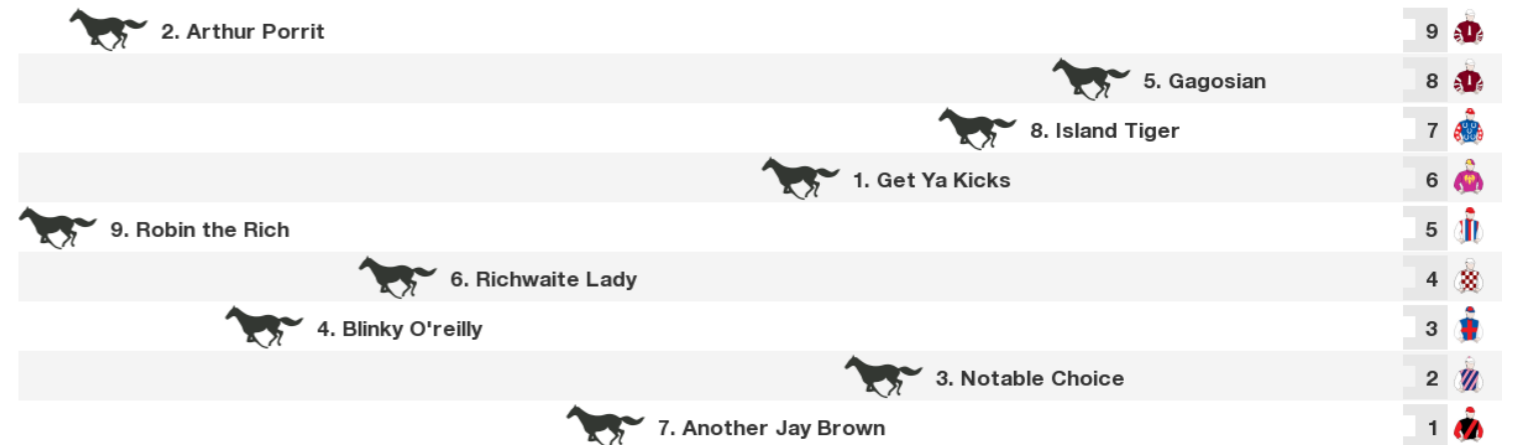 2. Arthur Porrit 9
5. Gagosian 8
8. Island Tiger 7
1. Get Ya Kicks 6
9. Robin the Rich 5
6. Richwaite Lady 4
4. Blinky O'reilly 3
3. Notable Choice 2
7. Another Jay Brown 1